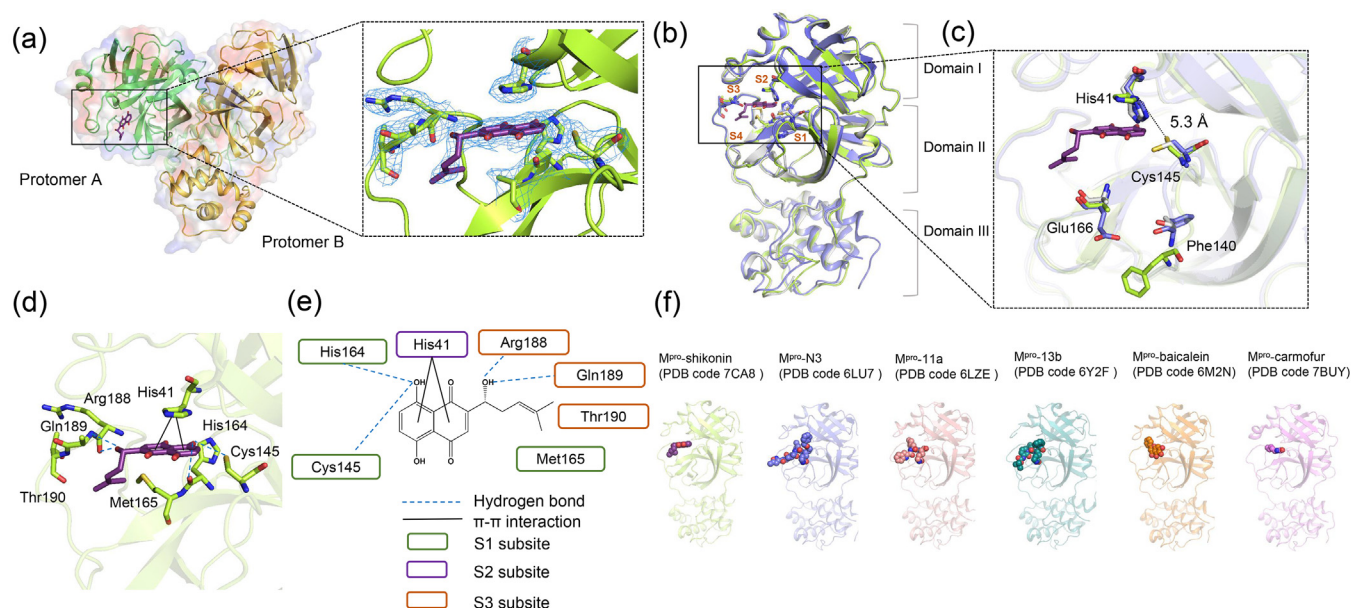 (a)
Protomer A
Protomer B
(b)
S2
S3
S4
S1
Domain I
Domain II
Domain III
(c)
His41
5.3 Å
Cys145
Glu166
Phe140
(d)
His41
Arg188
Gln189
His164
Cys145
Thr190
Met165
(e)
His164
His41
Arg188
Gln189
Thr190
Met165
Cys145
OH
O
OH
OH
O
Hydrogen bond
π-π interaction
S1 subsite
S2 subsite
S3 subsite
(f)
Mpro-shikonin
(PDB code 7CA8 )
Mpro-N3
(PDB code 6LU7 )
Mpro-11a
(PDB code 6LZE )
Mpro-13b
(PDB code 6Y2F )
Mpro-baicalein
(PDB code 6M2N )
Mpro-carmofur
(PDB code 7BUY )